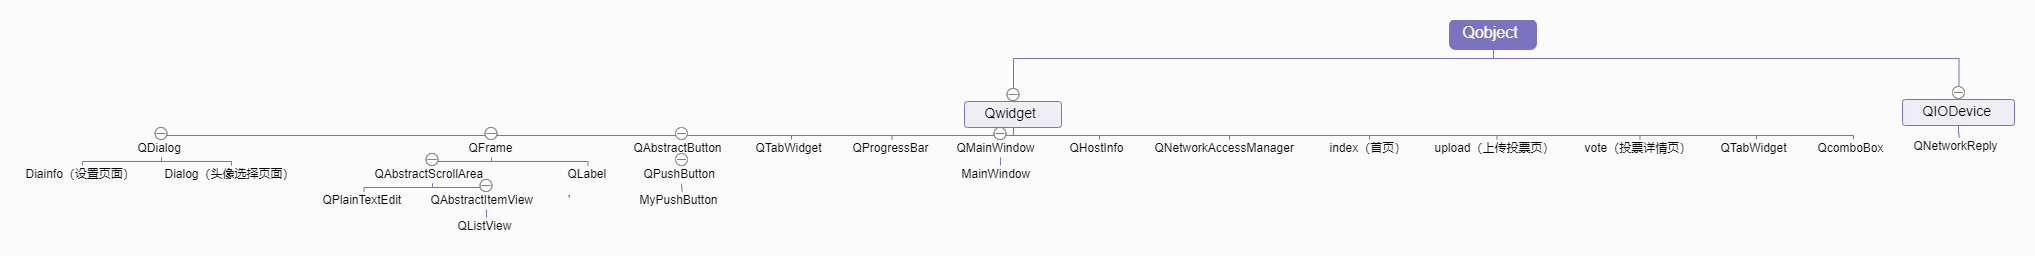 Qobject
Qwidget
QIODevice
QDialog
QFrame
QAbstractButton
QTabWidget
QProgressBar
QMainWindow
QHostInfo
QNetworkAccessManager
index（首页）
upload（上传投票页）
vote（投票详情页）
QTabWidget
QcomboBox
QNetworkReply
Diainfo（设置页面）
Dialog（头像选择页面）
QAbstractScrollArea
QLabel
QPushButton
MainWindow
QPlainTextEdit
QAbstractItemView
,
MyPushButton
QListView